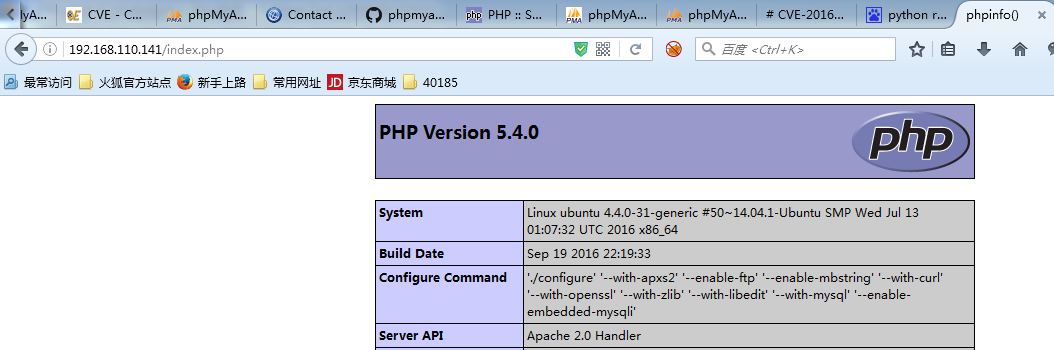 lyA...
CVE - C...
phpMyA...
Contact ...
phpmya...
php PHP :: S...
PMA phpMyA...
phpMyA...
# CVE-2016...
python r...
phpinfo()
192.168.110.141/index.php
百度 <Ctrl+K>
最常访问
火狐官方站点
新手上路
常用网址
JD 京东商城
40185
PHP Version 5.4.0
php
System
Linux ubuntu 4.4.0-31-generic #50~14.04.1-Ubuntu SMP Wed Jul 13
01:07:32 UTC 2016 x86_64
Build Date
Sep 19 2016 22:19:33
Configure Command
'./configure' '--with-apxs2' '--enable-ftp' '--enable-mbstring' '--with-curl'
'--with-openssl' '--with-zlib' '--with-libedit' '--with-mysql' '--enable-
embedded-mysqli'
Server API
Apache 2.0 Handler